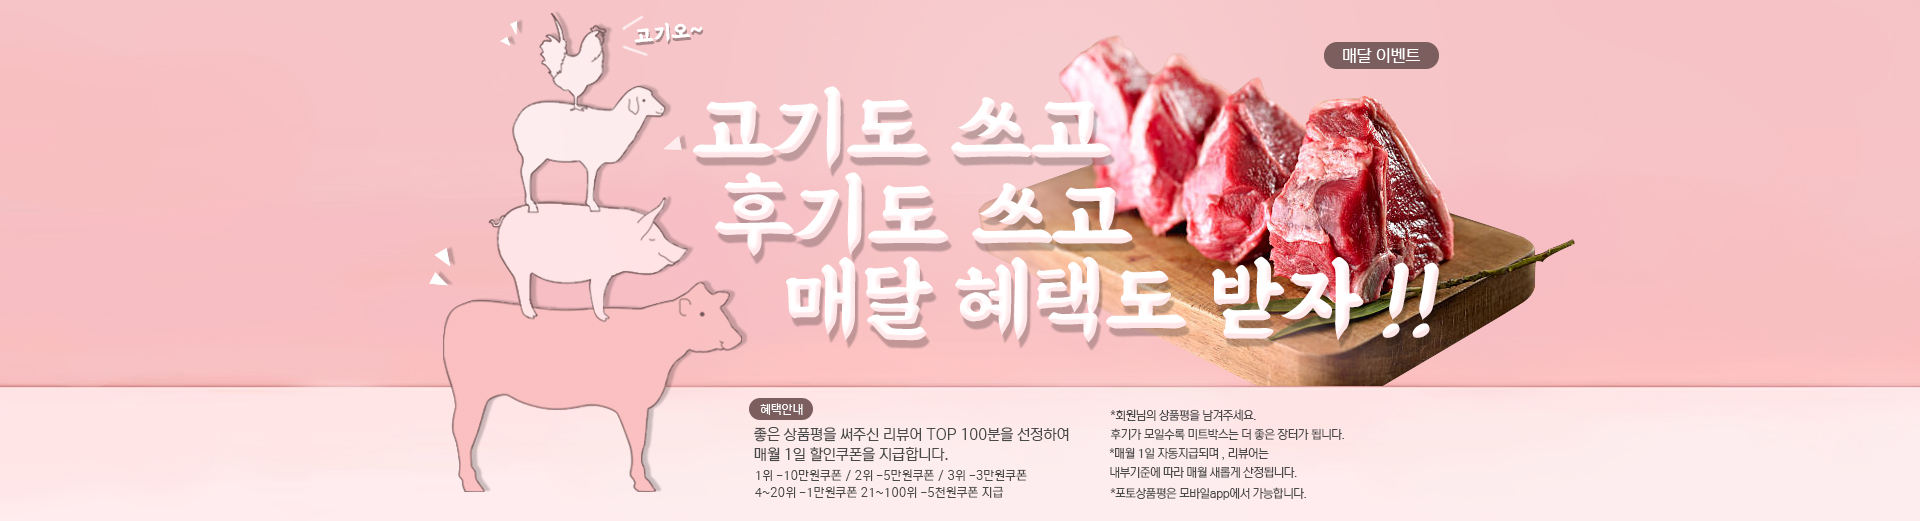 고기오~
매달 이벤트
고기도 쓰고
후기도 쓰고
매달 혜택도 받자!!
혜택안내
좋은 상품평을 써주신 리뷰어 TOP 100분을 선정하여
매월 1일 할인쿠폰을 지급합니다.
1위 -10만원쿠폰 / 2위 -5만원쿠폰 / 3위 -3만원쿠폰
4~20위 -1만원쿠폰 21~100위 -5천원쿠폰 지급
*회원님의 상품평을 남겨주세요.
후기가 모일수록 미트박스는 더 좋은 장터가 됩니다.
*매월 1일 자동지급되며 , 리뷰어는
내부기준에 따라 매월 새롭게 산정됩니다.
*포토상품평은 모바일app에서 가능합니다.